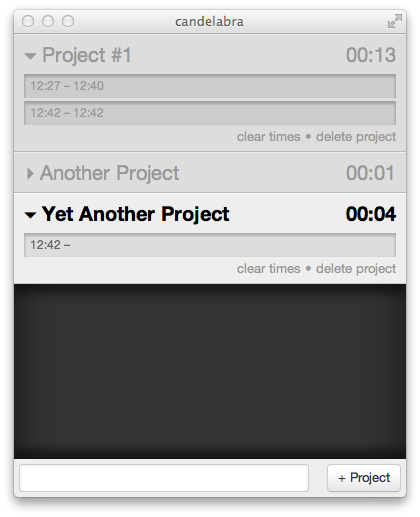 candelabra
Project #1 00:13
12:27 – 12:40
12:42 – 12:42
clear times • delete project
Another Project 00:01
Yet Another Project 00:04
12:42 –
clear times • delete project
+ Project